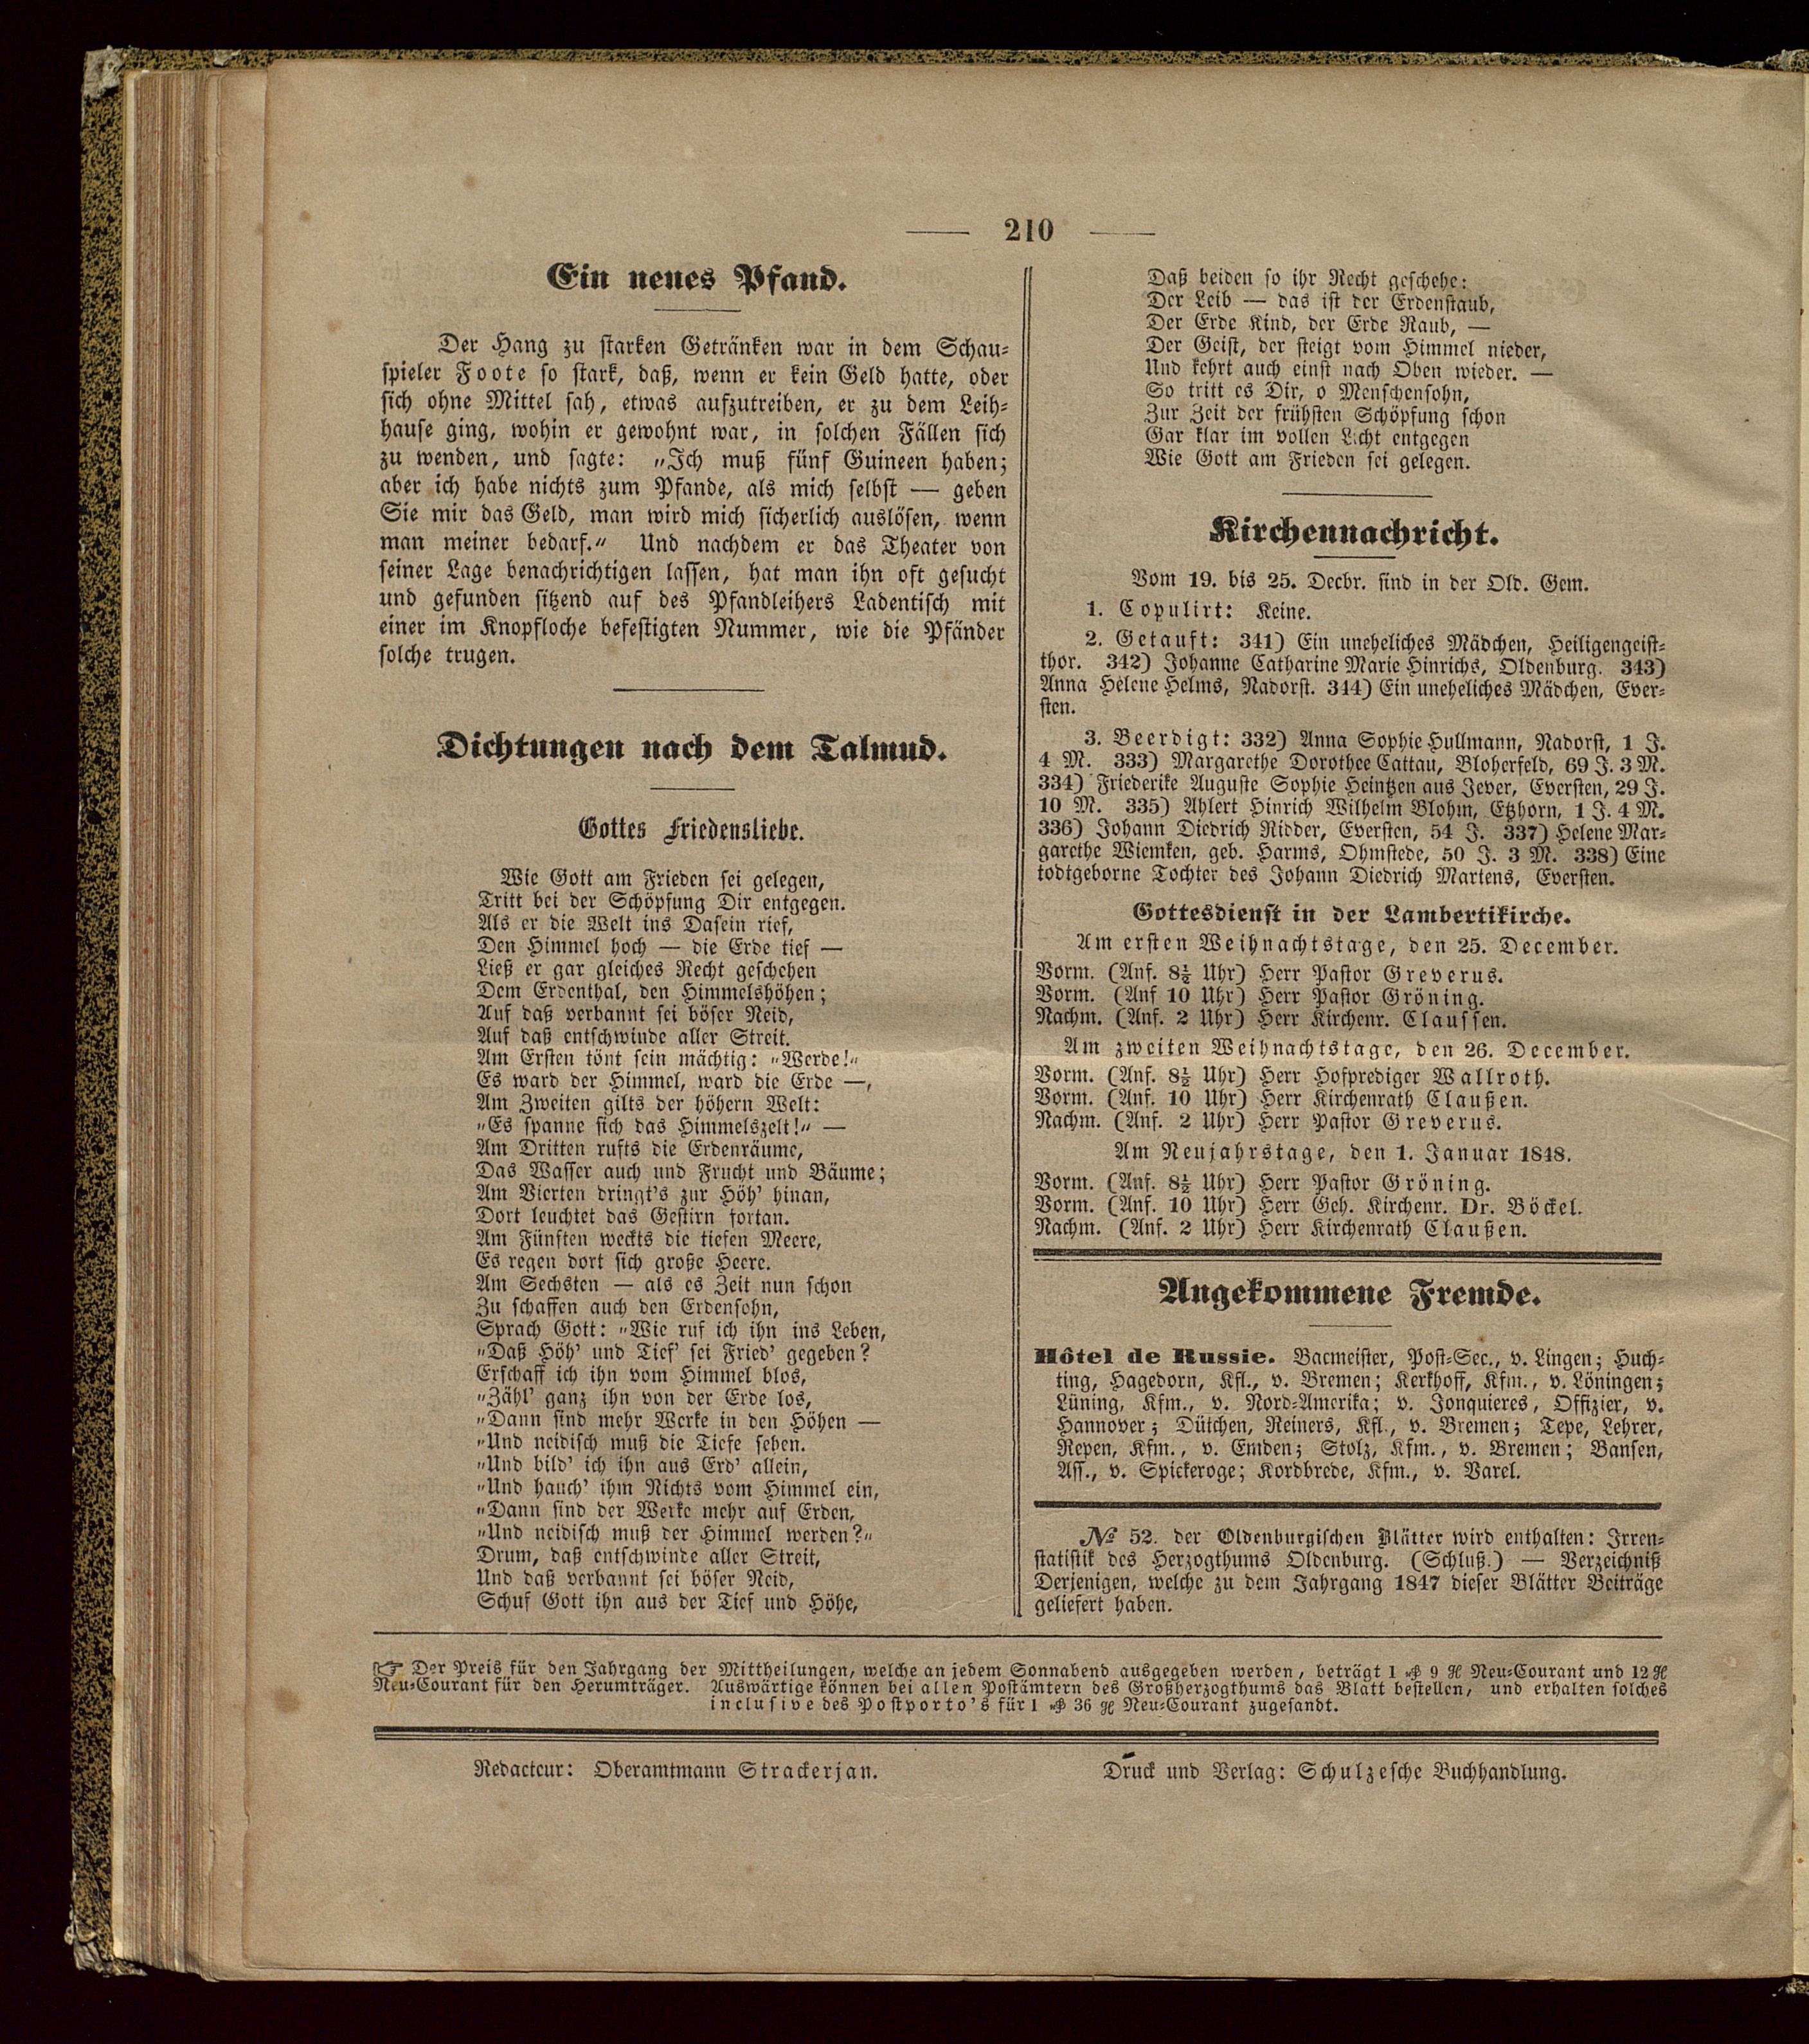 210
Ein neues Pfand.
Der Hang zu starken Getränken war in dem Schau-
spieler Foote so stark, daß, wenn er kein Geld hatte, oder
sich ohne Mittel sah, etwas aufzutreiben, er zu dem Leih-
hause ging, wohin er gewohnt war, in solchen Fällen sich
zu wenden, und sagte: „Ich muß fünf Guineen haben;
aber ich habe nichts zum Pfande, als mich selbst — geben
Sie mir das Geld, man wird mich sicherlich auslösen, wenn
man meiner bedarf.“ Und nachdem er das Theater von
seiner Lage benachrichtigen lassen, hat man ihn oft gesucht
und gefunden sitzend auf des Pfandleihers Ladentisch mit
einer im Knopfloche befestigten Nummer, wie die Pfänder
solche trugen.
Dichtungen nach dem Talmud.
Gottes Friedensliebe.
Wie Gott am Frieden sei gelegen,
Tritt bei der Schöpfung Dir entgegen.
Als er die Welt ins Dasein rief,
Den Himmel hoch — die Erde tief —
Ließ er gar gleiches Recht geschehen
Dem Erdenthal, den Himmelshöhen;
Auf daß verbannt sei böser Neid,
Auf daß entschwinde aller Streit.
Am Ersten tönt sein mächtig: „Werde!“
Es ward der Himmel, ward die Erde —,
Am Zweiten gilts der höhern Welt:
„Es spanne sich das Himmelszelt!“ —
Am Dritten rufts die Erdenräume,
Das Wasser auch und Frucht und Bäume;
Am Vierten dringt's zur Höh' hinan,
Dort leuchtet das Gestirn fortan.
Am Fünften weckts die tiefen Meere,
Es regen dort sich große Heere.
Am Sechsten — als es Zeit nun schon
Zu schaffen auch den Erdensohn,
Sprach Gott: „Wie ruf ich ihn ins Leben,
„Daß Höh' und Tief' sei Fried' gegeben?
Erschaff ich ihn vom Himmel blos,
„Zähl' ganz ihn von der Erde los,
„Dann sind mehr Werke in den Höhen —
„Und neidisch muß die Tiefe sehen.
„Und bild' ich ihn aus Erd' allein,
„Und hauch' ihm Nichts vom Himmel ein,
„Dann sind der Werke mehr auf Erden,
„Und neidisch muß der Himmel werden?“
Drum, daß entschwinde aller Streit,
Und daß verbannt sei böser Neid,
Schuf Gott ihn aus der Tief und Höhe,
Daß beiden so ihr Recht geschehe:
Der Leib — das ist der Erdenstaub,
Der Erde Kind, der Erde Raub, —
Der Geist, der steigt vom Himmel nieder,
Und kehrt auch einst nach Oben wieder. —
So tritt es Dir, o Menschensohn,
Zur Zeit der frühsten Schöpfung schon
Gar klar im vollen Licht entgegen
Wie Gott am Frieden sei gelegen.
Kirchennachricht.
Vom 19. bis 25. Decbr. sind in der Old. Gem.
1. Copulirt: Keine.
2. Getauft: 341) Ein uneheliches Mädchen, Heiligengeist-
thor. 342) Johanne Catharine Marie Hinrichs, Oldenburg. 343)
Anna Helene Helms, Nadorst. 344) Ein uneheliches Mädchen, Ever-
sten.
3. Beerdigt: 332) Anna Sophie Hullmann, Nadorst, 1 J.
4 M. 333) Margarethe Dorothee Cattau, Bloherfeld, 69 J. 3 M.
334) Friederike Auguste Sophie Heintzen aus Jever, Eversten, 29 J.
10 M. 335) Ahlert Hinrich Wilhelm Blohm, Etzhorn, 1 J. 4 M.
336) Johann Diedrich Ridder, Eversten, 54 J. 337) Helene Mar-
garethe Wiemken, geb. Harms, Ohmstede, 50 J. 3 M. 338) Eine
todtgeborne Tochter des Johann Diedrich Martens, Eversten.
Gottesdienst in der Lambertikirche.
Am ersten Weihnachtstage, den 25. December.
Vorm. (Anf. 8½ Uhr) Herr Pastor Greverus.
Vorm. (Anf 10 Uhr) Herr Pastor Gröning.
Nachm. (Anf. 2 Uhr) Herr Kirchenr. Claussen.
Am zweiten Weihnachtstage, den 26. December.
Vorm. (Anf. 8½ Uhr) Herr Hofprediger Wallroth.
Vorm. (Anf. 10 Uhr) Herr Kirchenrath Claußen.
Nachm. (Anf. 2 Uhr) Herr Pastor Greverus.
Am Neujahrstage, den 1. Januar 1848.
Vorm. (Anf. 8½ Uhr) Herr Pastor Gröning.
Vorm. (Anf. 10 Uhr) Herr Geh. Kirchenr. Dr. Böckel.
Nachm. (Anf. 2 Uhr) Herr Kirchenrath Claußen.
Angekommene Fremde.
Hôtel de Russie. Bacmeister, Post-Sec., v. Lingen; Huch-
ting, Hagedorn, Kfl., v. Bremen; Kerkhoff, Kfm., v. Löningen;
Lüning, Kfm., v. Nord-Amerika; v. Jonquieres, Offizier, v.
Hannover; Dütchen, Reiners, Kfl., v. Bremen; Tepe, Lehrer,
Repen, Kfm., v. Emden; Stolz, Kfm., v. Bremen; Bansen,
Ass., v. Spickeroge; Kordbrede, Kfm., v. Varel.
№ 52. der Oldenburgischen Blätter wird enthalten: Irren-
statistik des Herzogthums Oldenburg. (Schluß.) — Verzeichniß
Derjenigen, welche zu dem Jahrgang 1847 dieser Blätter Beiträge
geliefert haben.
☞ Der Preis für den Jahrgang der Mittheilungen, welche an jedem Sonnabend ausgegeben werden, beträgt 1 9 Neu-Courant und 12
Neu-Courant für den Herumträger. Auswärtige können bei allen Postämtern des Großherzogthums das Blatt bestellen, und erhalten solches
inclusive des Postporto's für 1 36 Neu-Courant zugesandt.
Redacteur: Oberamtmann Strackerjan.
Druck und Verlag: Schulzesche Buchhandlung.